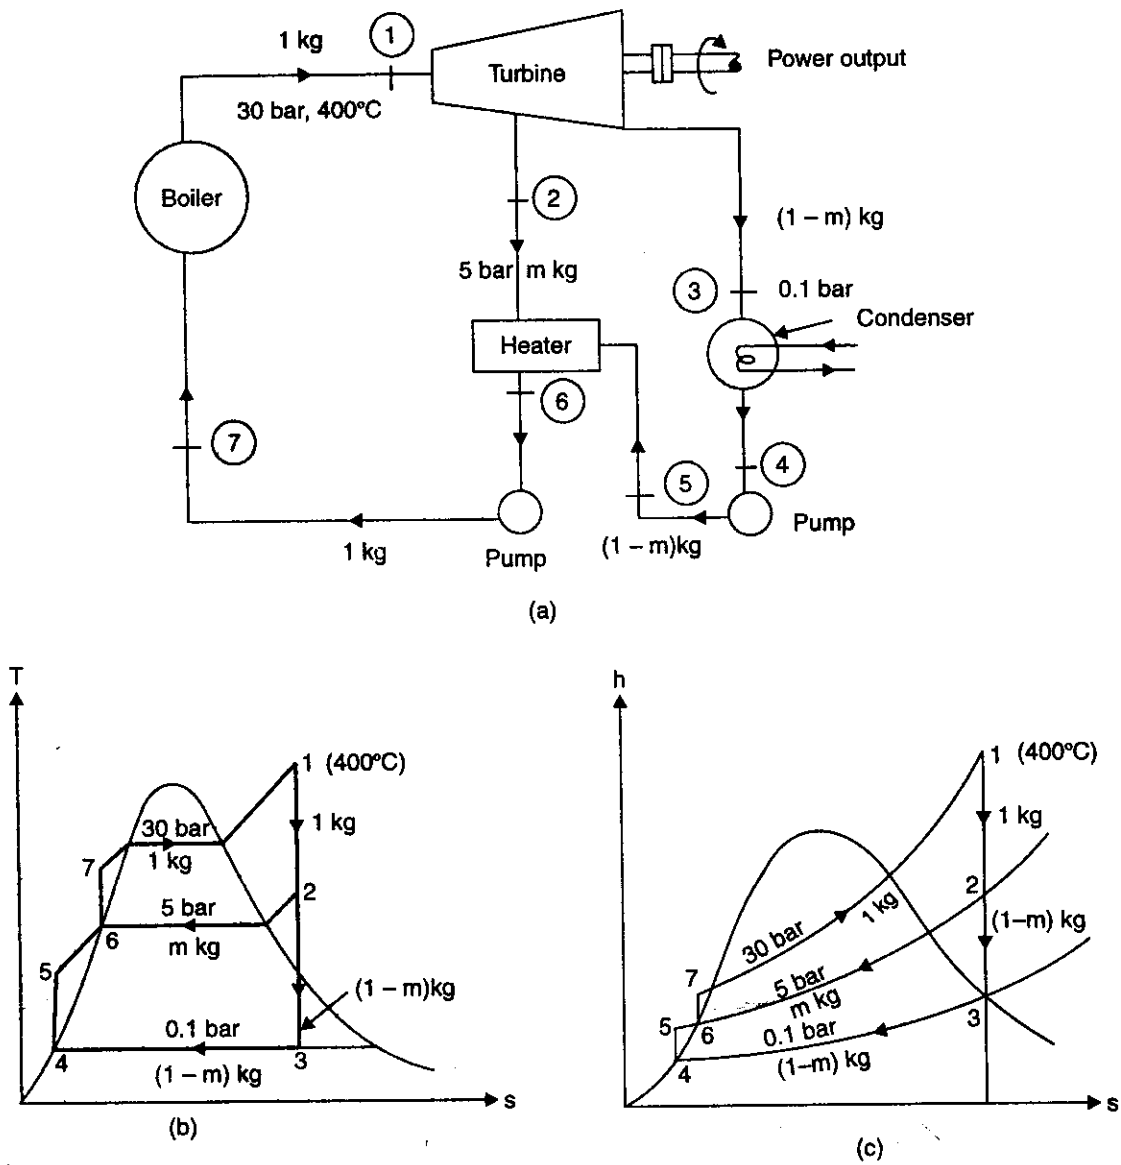 1
1 kg
Turbine
Power output
30 bar, 400°C
Boiler
2
(1 – m) kg
5 bar m kg
3
0.1 bar
Condenser
Heater
6
7
4
5
Pump
1 kg
Pump
(1 – m)kg
(a)
T
1 (400°C)
30 bar
1 kg
1 kg
7
5 bar
2
m kg
6
5
(1 – m)kg
0.1 bar
4
3
(1 – m) kg
s
(b)
h
1 (400°C)
1 kg
2
1 kg
(1–m) kg
30 bar
7
5 bar
m kg
5
6
0.1 bar
3
4
(1–m) kg
s
(c)